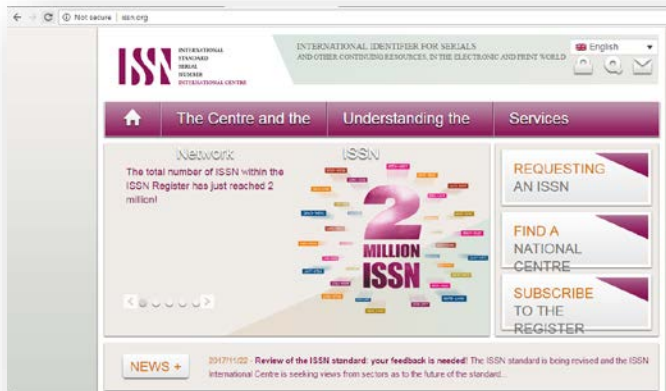 Not secure | issn.org
ISSN
INTERNATIONAL
STANDARD
SERIAL
NUMBER
INTERNATIONAL CENTRE
INTERNATIONAL IDENTIFIER FOR SERIALS
AND OTHER CONTINUING RESOURCES, IN THE ELECTRONIC AND PRINT WORLD
English
The Centre and the
Network
Understanding the
ISSN
Services
The total number of ISSN within the
ISSN Register has just reached 2
million!
2
MILLION
ISSN
REQUESTING
AN ISSN
FIND A
NATIONAL
CENTRE
SUBSCRIBE
TO THE
REGISTER
NEWS +
2017/11/22 - Review of the ISSN standard: your feedback is needed! The ISSN standard is being revised and the ISSN
International Centre is seeking views from sectors as to the future of the standard...